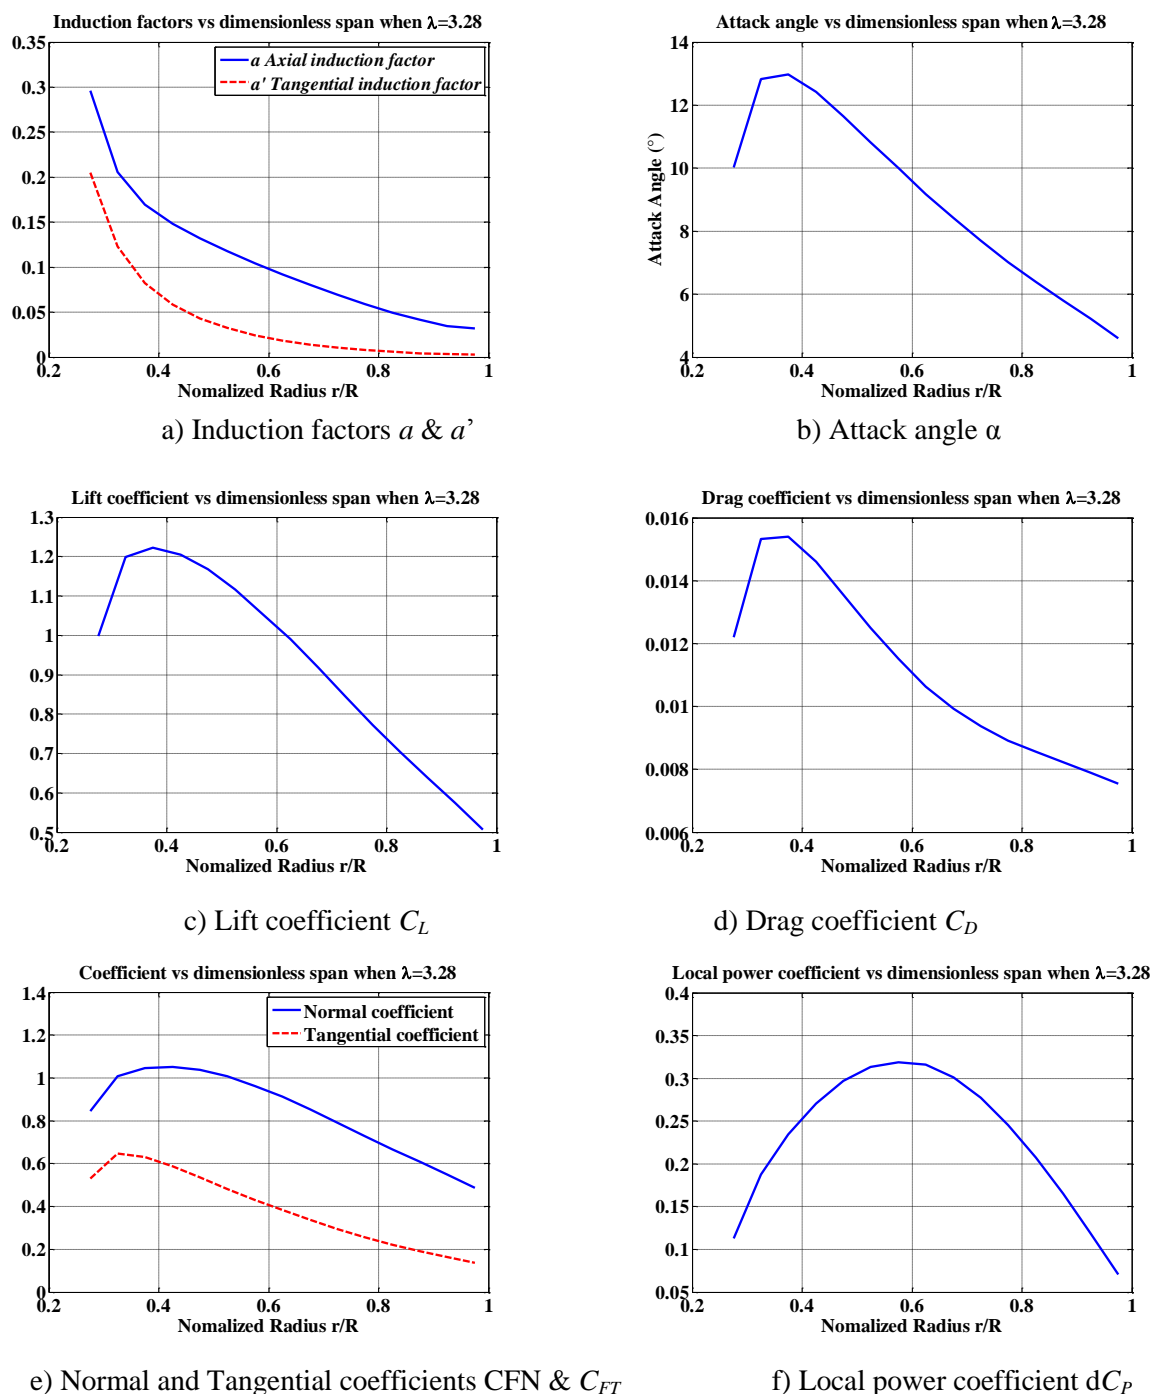 Induction factors vs dimensionless span when λ=3.28
0.35
0.3
0.25
0.2
0.15
0.1
0.05
0
a Axial induction factor
a' Tangential induction factor
0.2 0.4 0.6 0.8 1
Nomalized Radius r/R
a) Induction factors a & a’
Attack angle vs dimensionless span when λ=3.28
14
12
10
8
6
4
Attack Angle (°)
0.2 0.4 0.6 0.8 1
Nomalized Radius r/R
b) Attack angle α
Lift coefficient vs dimensionless span when λ=3.28
1.3
1.2
1.1
1
0.9
0.8
0.7
0.6
0.5
0.2 0.4 0.6 0.8 1
Nomalized Radius r/R
c) Lift coefficient CL
Drag coefficient vs dimensionless span when λ=3.28
0.016
0.014
0.012
0.01
0.008
0.006
0.2 0.4 0.6 0.8 1
Nomalized Radius r/R
d) Drag coefficient CD
Coefficient vs dimensionless span when λ=3.28
1.4
1.2
1
0.8
0.6
0.4
0.2
0
Normal coefficient
Tangential coefficient
0.2 0.4 0.6 0.8 1
Nomalized Radius r/R
e) Normal and Tangential coefficients CFN & CFT
Local power coefficient vs dimensionless span when λ=3.28
0.4
0.35
0.3
0.25
0.2
0.15
0.1
0.05
0.2 0.4 0.6 0.8 1
Nomalized Radius r/R
f) Local power coefficient dCP